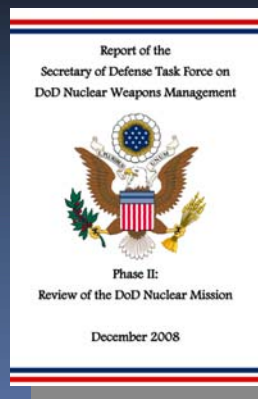 Report of the
Secretary of Defense Task Force on
DoD Nuclear Weapons Management
Phase II:
Review of the DoD Nuclear Mission
December 2008